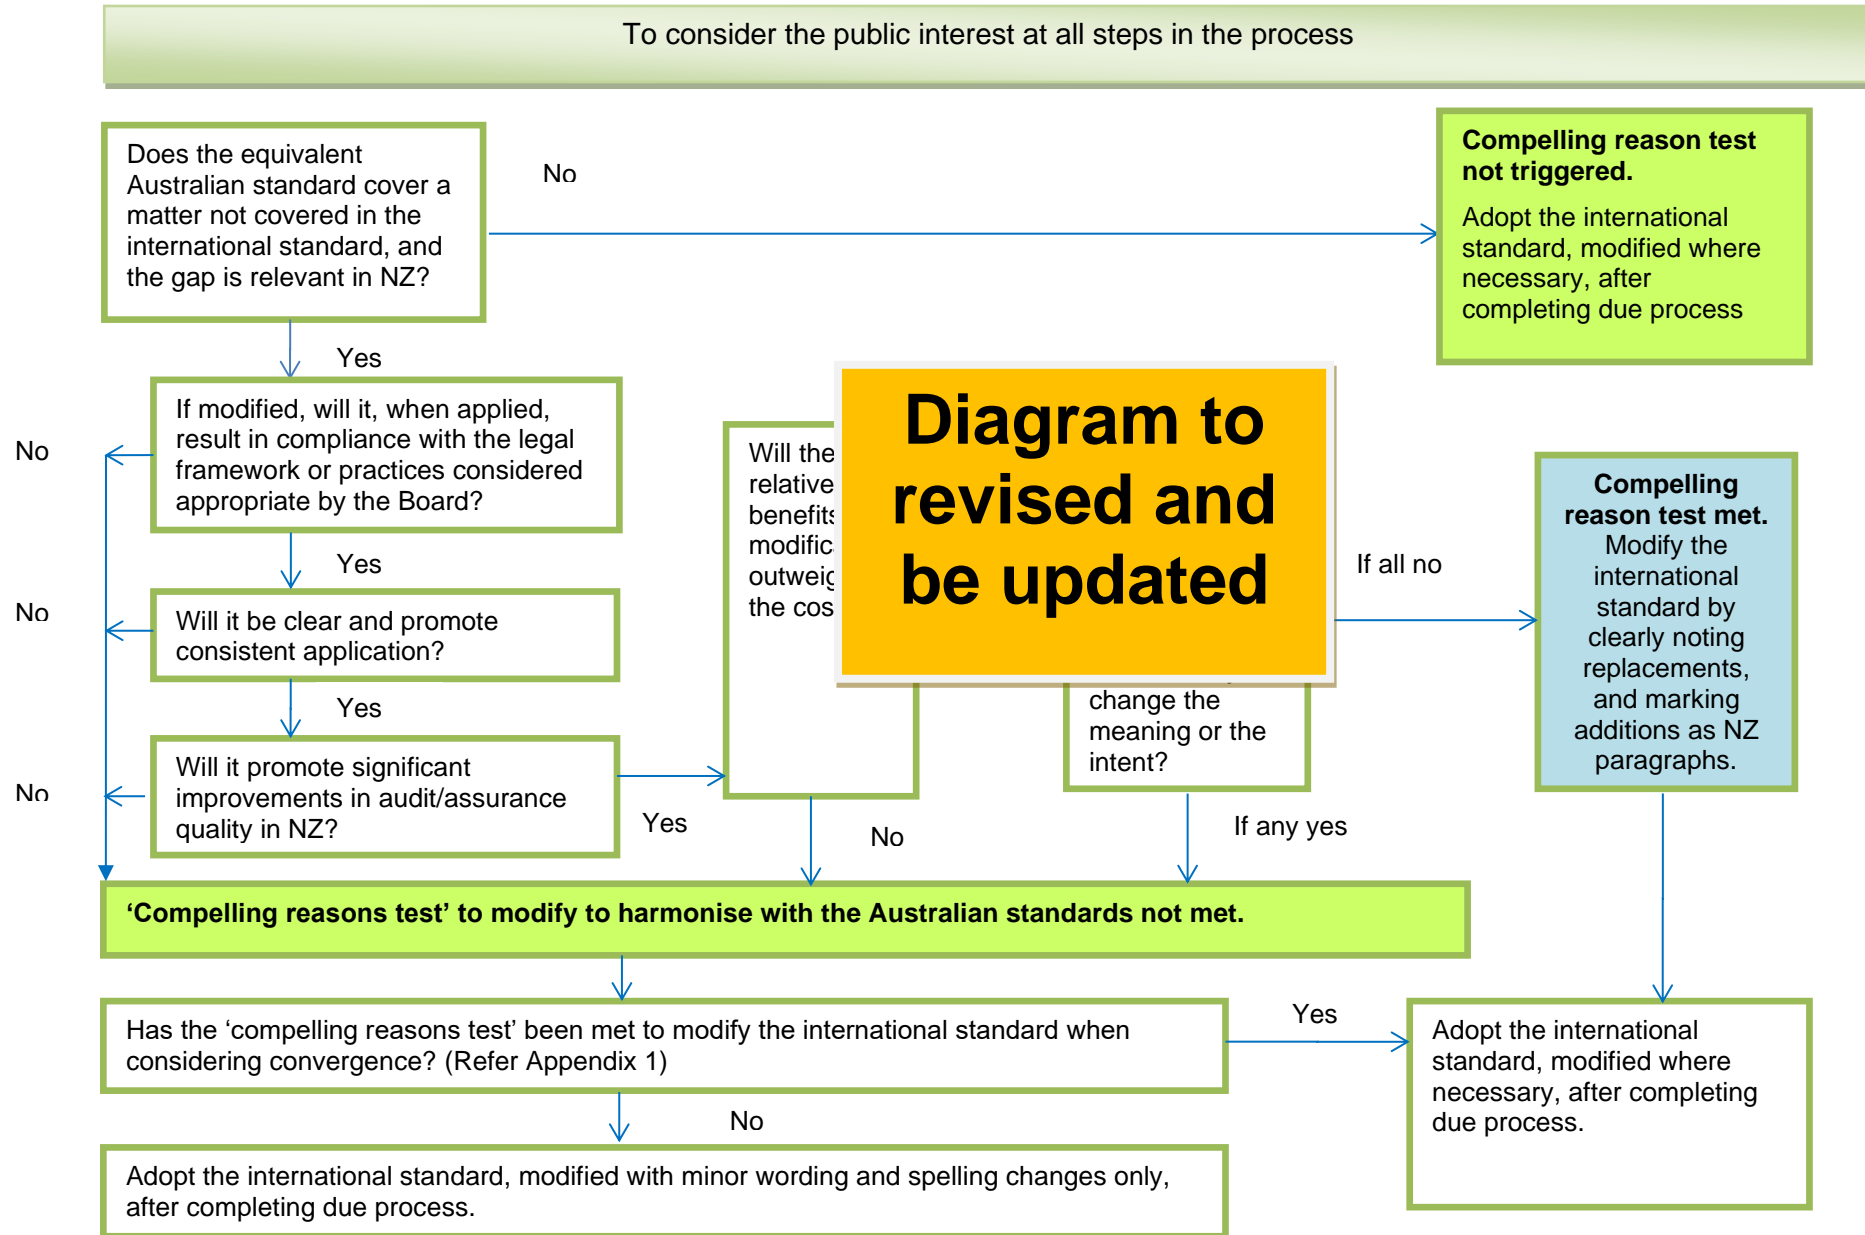 To consider the public interest at all steps in the process
Does the equivalent
Australian standard cover a
matter not covered in the
international standard, and
the gap is relevant in NZ?
No
Compelling reason test
not triggered.
Adopt the international
standard, modified where
necessary, after
completing due process
Yes
If modified, will it, when applied,
result in compliance with the legal
framework or practices considered
appropriate by the Board?
No
Yes
Will it be clear and promote
consistent application?
No
Yes
Will it promote significant
improvements in audit/assurance
quality in NZ?
No
Yes
Will the
relative
benefits
the
No
Diagram to
revised and
be updated
change the
meaning or the
intent?
If any yes
If all no
Compelling
reason test met.
Modify the
international
standard by
clearly noting
replacements,
and marking
additions as NZ
paragraphs.
‘Compelling reasons test’ to modify to harmonise with the Australian standards not met.
Has the ‘compelling reasons test’ been met to modify the international standard when
considering convergence? (Refer Appendix 1)
Yes
Adopt the international
standard, modified where
necessary, after completing
due process.
No
Adopt the international standard, modified with minor wording and spelling changes only,
after completing due process.